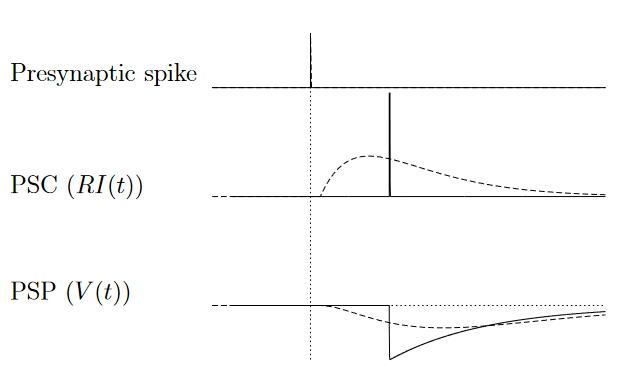 Presynaptic spike
PSC (RI(t))
PSP (V(t))